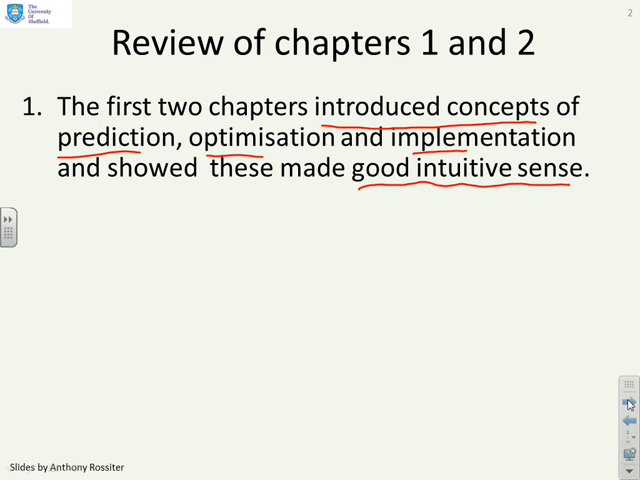 The
University
Of
Sheffield.
2
Review of chapters 1 and 2
1. The first two chapters introduced concepts of
prediction, optimisation and implementation
and showed these made good intuitive sense.
Slides by Anthony Rossiter